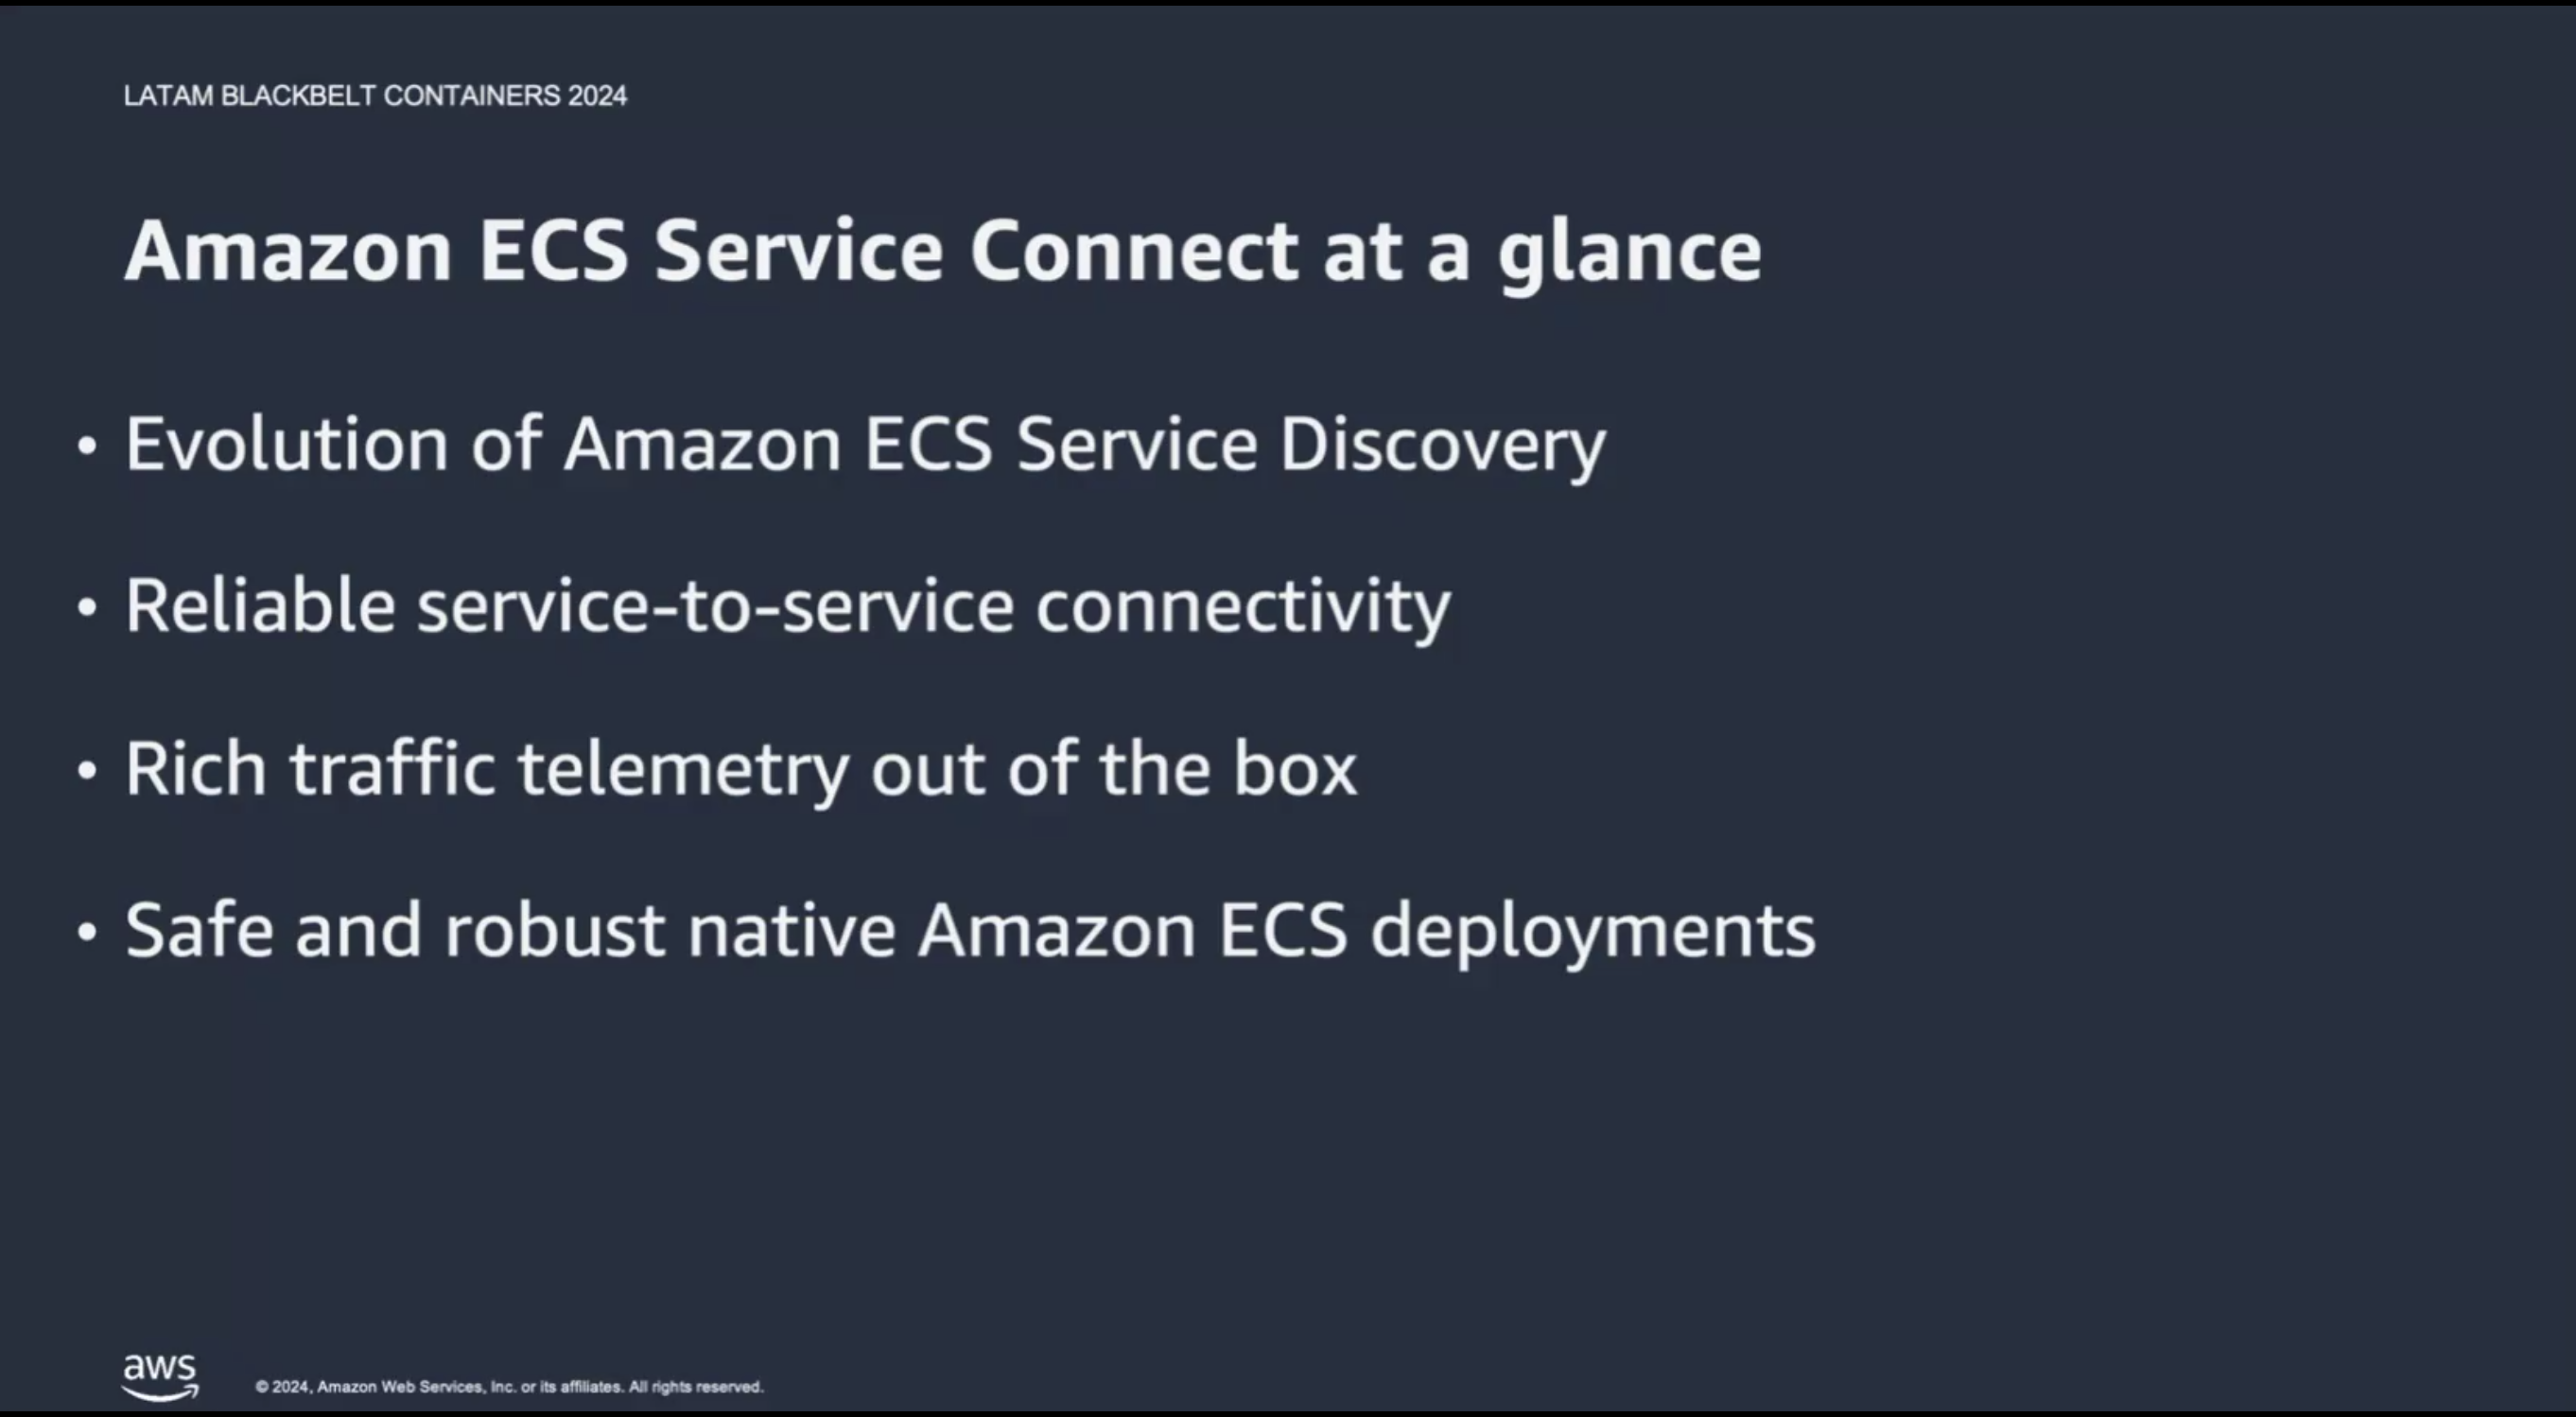 LATAM BLACKBELT CONTAINERS 2024
Amazon ECS Service Connect at a glance
• Evolution of Amazon ECS Service Discovery
• Reliable service-to-service connectivity
• Rich traffic telemetry out of the box
• Safe and robust native Amazon ECS deployments
aws
© 2024, Amazon Web Services, Inc. or its affiliates. All rights reserved.